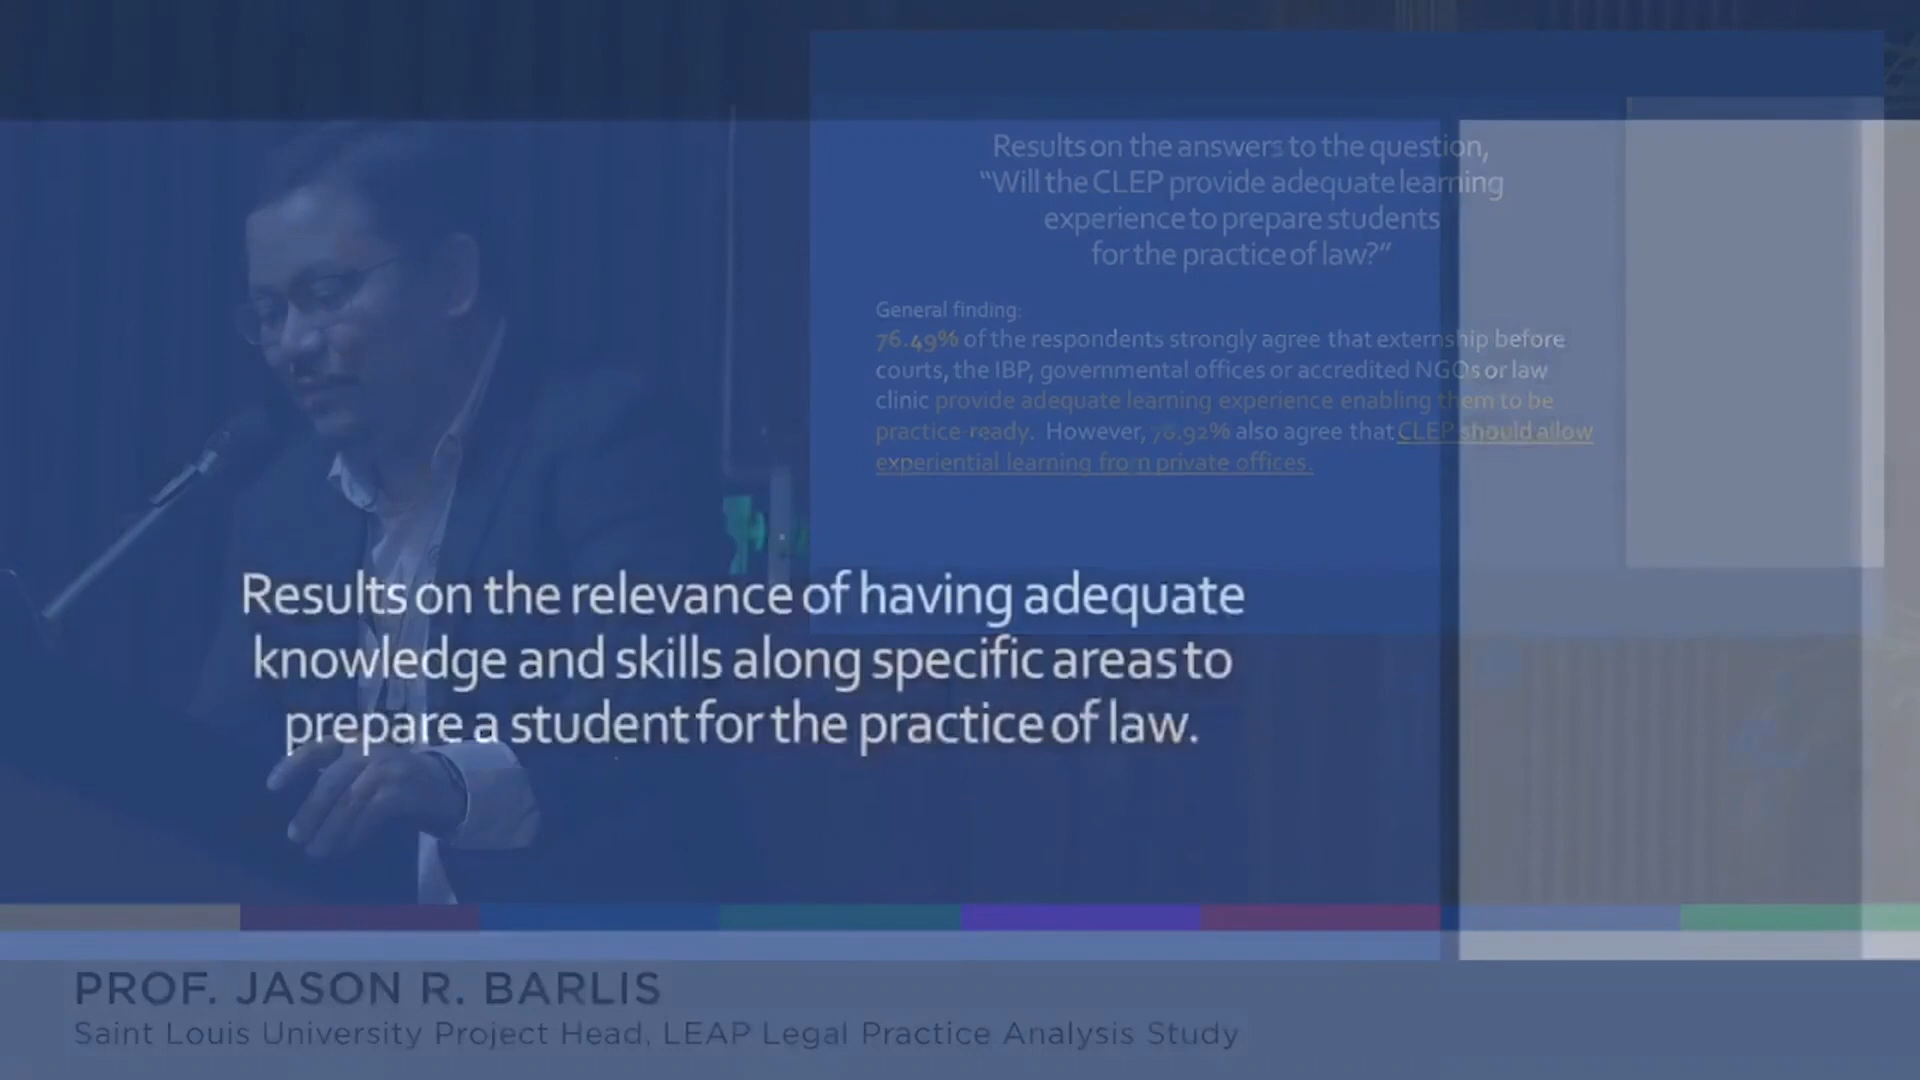 Results on the answers to the question,
“Will the CLEP provide adequate learning
experience to prepare students
for the practice of law?”
General finding:
76.49% of the respondents strongly agree that externship before
courts, the IBP, governmental offices or accredited NGOs or law
clinic provide adequate learning experience enabling them to be
practice-ready. However, 76.92% also agree that CLEP should allow
experiential learning from private offices.
Results on the relevance of having adequate
knowledge and skills along specific areas to
prepare a student for the practice of law.
PROF. JASON R. BARLIS
Saint Louis University Project Head, LEAP Legal Practice Analysis Study